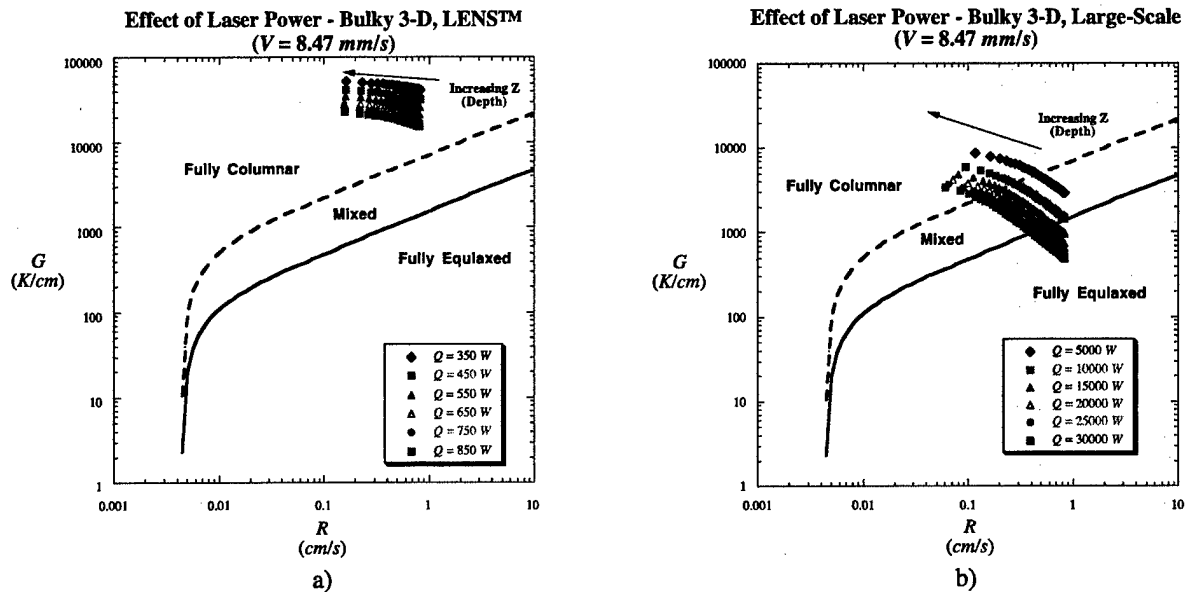 Effect of Laser Power - Bulky 3-D, LENS™
(V = 8.47 mm/s)
100000
10000
1000
100
10
1
G
(K/cm)
Increasing Z
(Depth)
Fully Columnar
Mixed
Fully Equiaxed
Q = 350 W
Q = 450 W
Q = 550 W
Q = 650 W
Q = 750 W
Q = 850 W
0.001
0.01
0.1
1
10
R
(cm/s)
a)
Effect of Laser Power - Bulky 3-D, Large-Scale
(V = 8.47 mm/s)
100000
10000
1000
100
10
1
G
(K/cm)
Increasing Z
(Depth)
Fully Columnar
Mixed
Fully Equiaxed
Q = 5000 W
Q = 10000 W
Q = 15000 W
Q = 20000 W
Q = 25000 W
Q = 30000 W
0.001
0.01
0.1
1
10
R
(cm/s)
b)